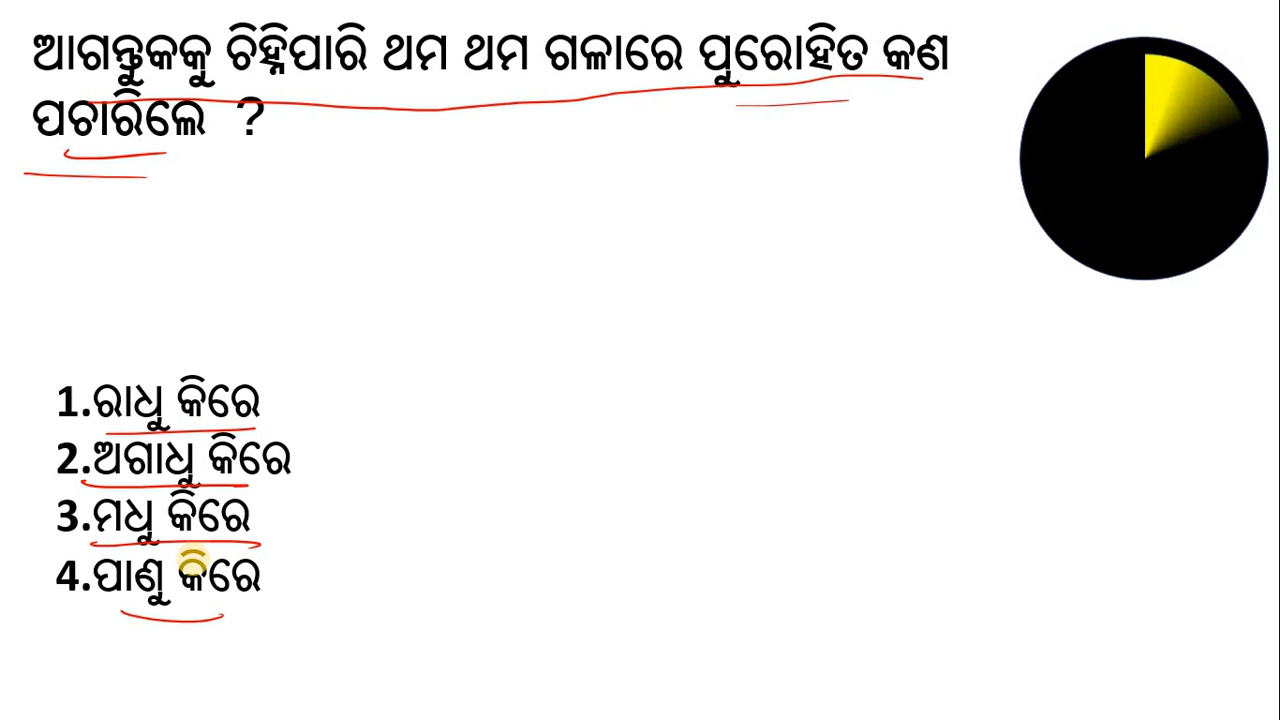 ଆଗନ୍ତୁକକୁ ଚିହ୍ନିପାରି ଥମ ଥମ ଗଳାରେ ପୁରୋହିତ କଣ
ପଚାରିଲେ ?
1.ରାଧୁ କିରେ
2.ଅଗାଧୁ କିରେ
3.ମଧୁ କିରେ
4.ପାଣୁ କିରେ